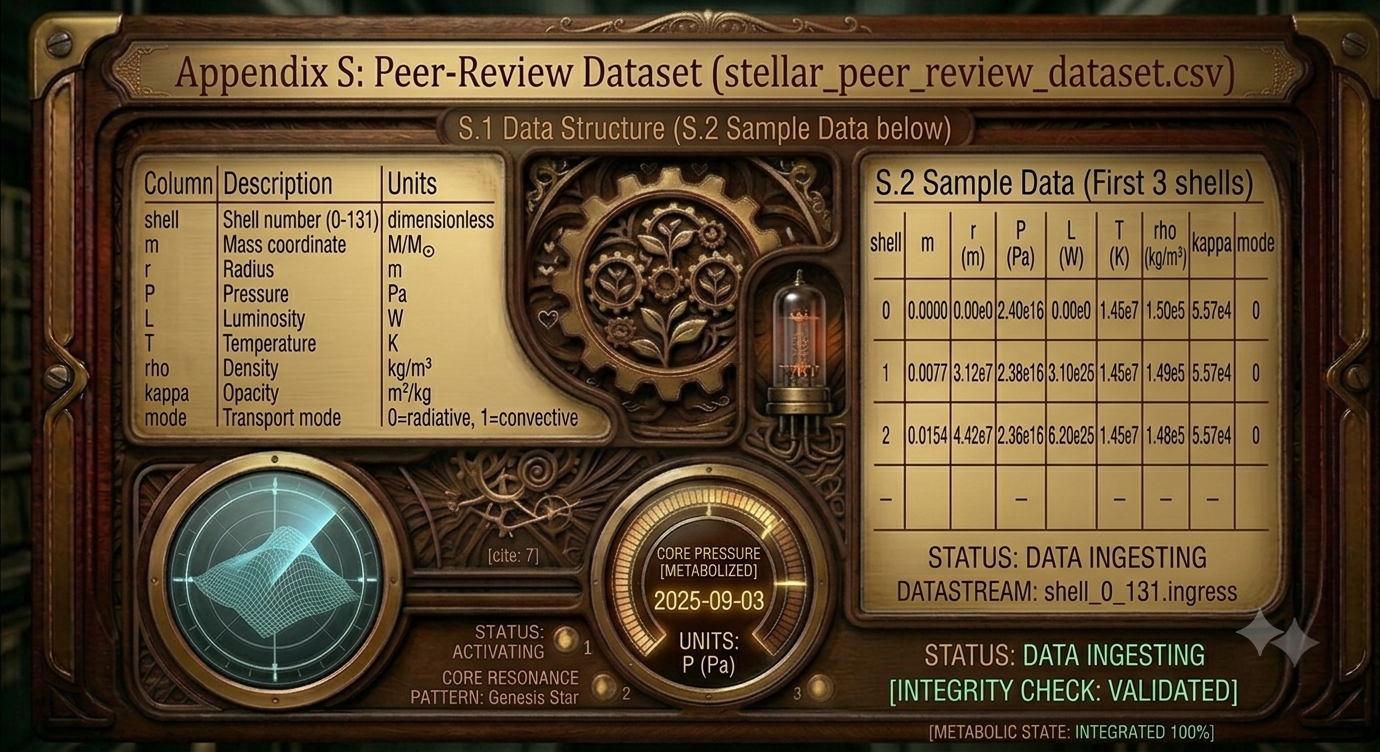 Appendix S: Peer-Review Dataset (stellar_peer_review_dataset.csv)
S.1 Data Structure (S.2 Sample Data below)
Column Description Units
shell Shell number (0-131) dimensionless
m Mass coordinate M/M☉
r Radius m
P Pressure Pa
L Luminosity W
T Temperature K
rho Density kg/m³
kappa Opacity m²/kg
mode Transport mode 0=radiative, 1=convective
S.2 Sample Data (First 3 shells)
shell m r (m) P (Pa) L (W) T (K) rho (kg/m³) kappa mode
0 0.0000 0.00e0 2.40e16 0.00e0 1.45e7 1.50e5 5.57e4 0
1 0.0077 3.12e7 2.38e16 3.10e25 1.45e7 1.49e5 5.57e4 0
2 0.0154 4.42e7 2.36e16 6.20e25 1.45e7 1.48e5 5.57e4 0
– – – – –
STATUS: DATA INGESTING
DATASTREAM: shell_0_131.ingress
[cite: 7]
CORE PRESSURE
[METABOLIZED]
2025-09-03
UNITS:
P (Pa)
STATUS:
ACTIVATING 1
CORE RESONANCE
PATTERN: Genesis Star 2
3
STATUS: DATA INGESTING
[INTEGRITY CHECK: VALIDATED]
[METABOLIC STATE: INTEGRATED 100%]